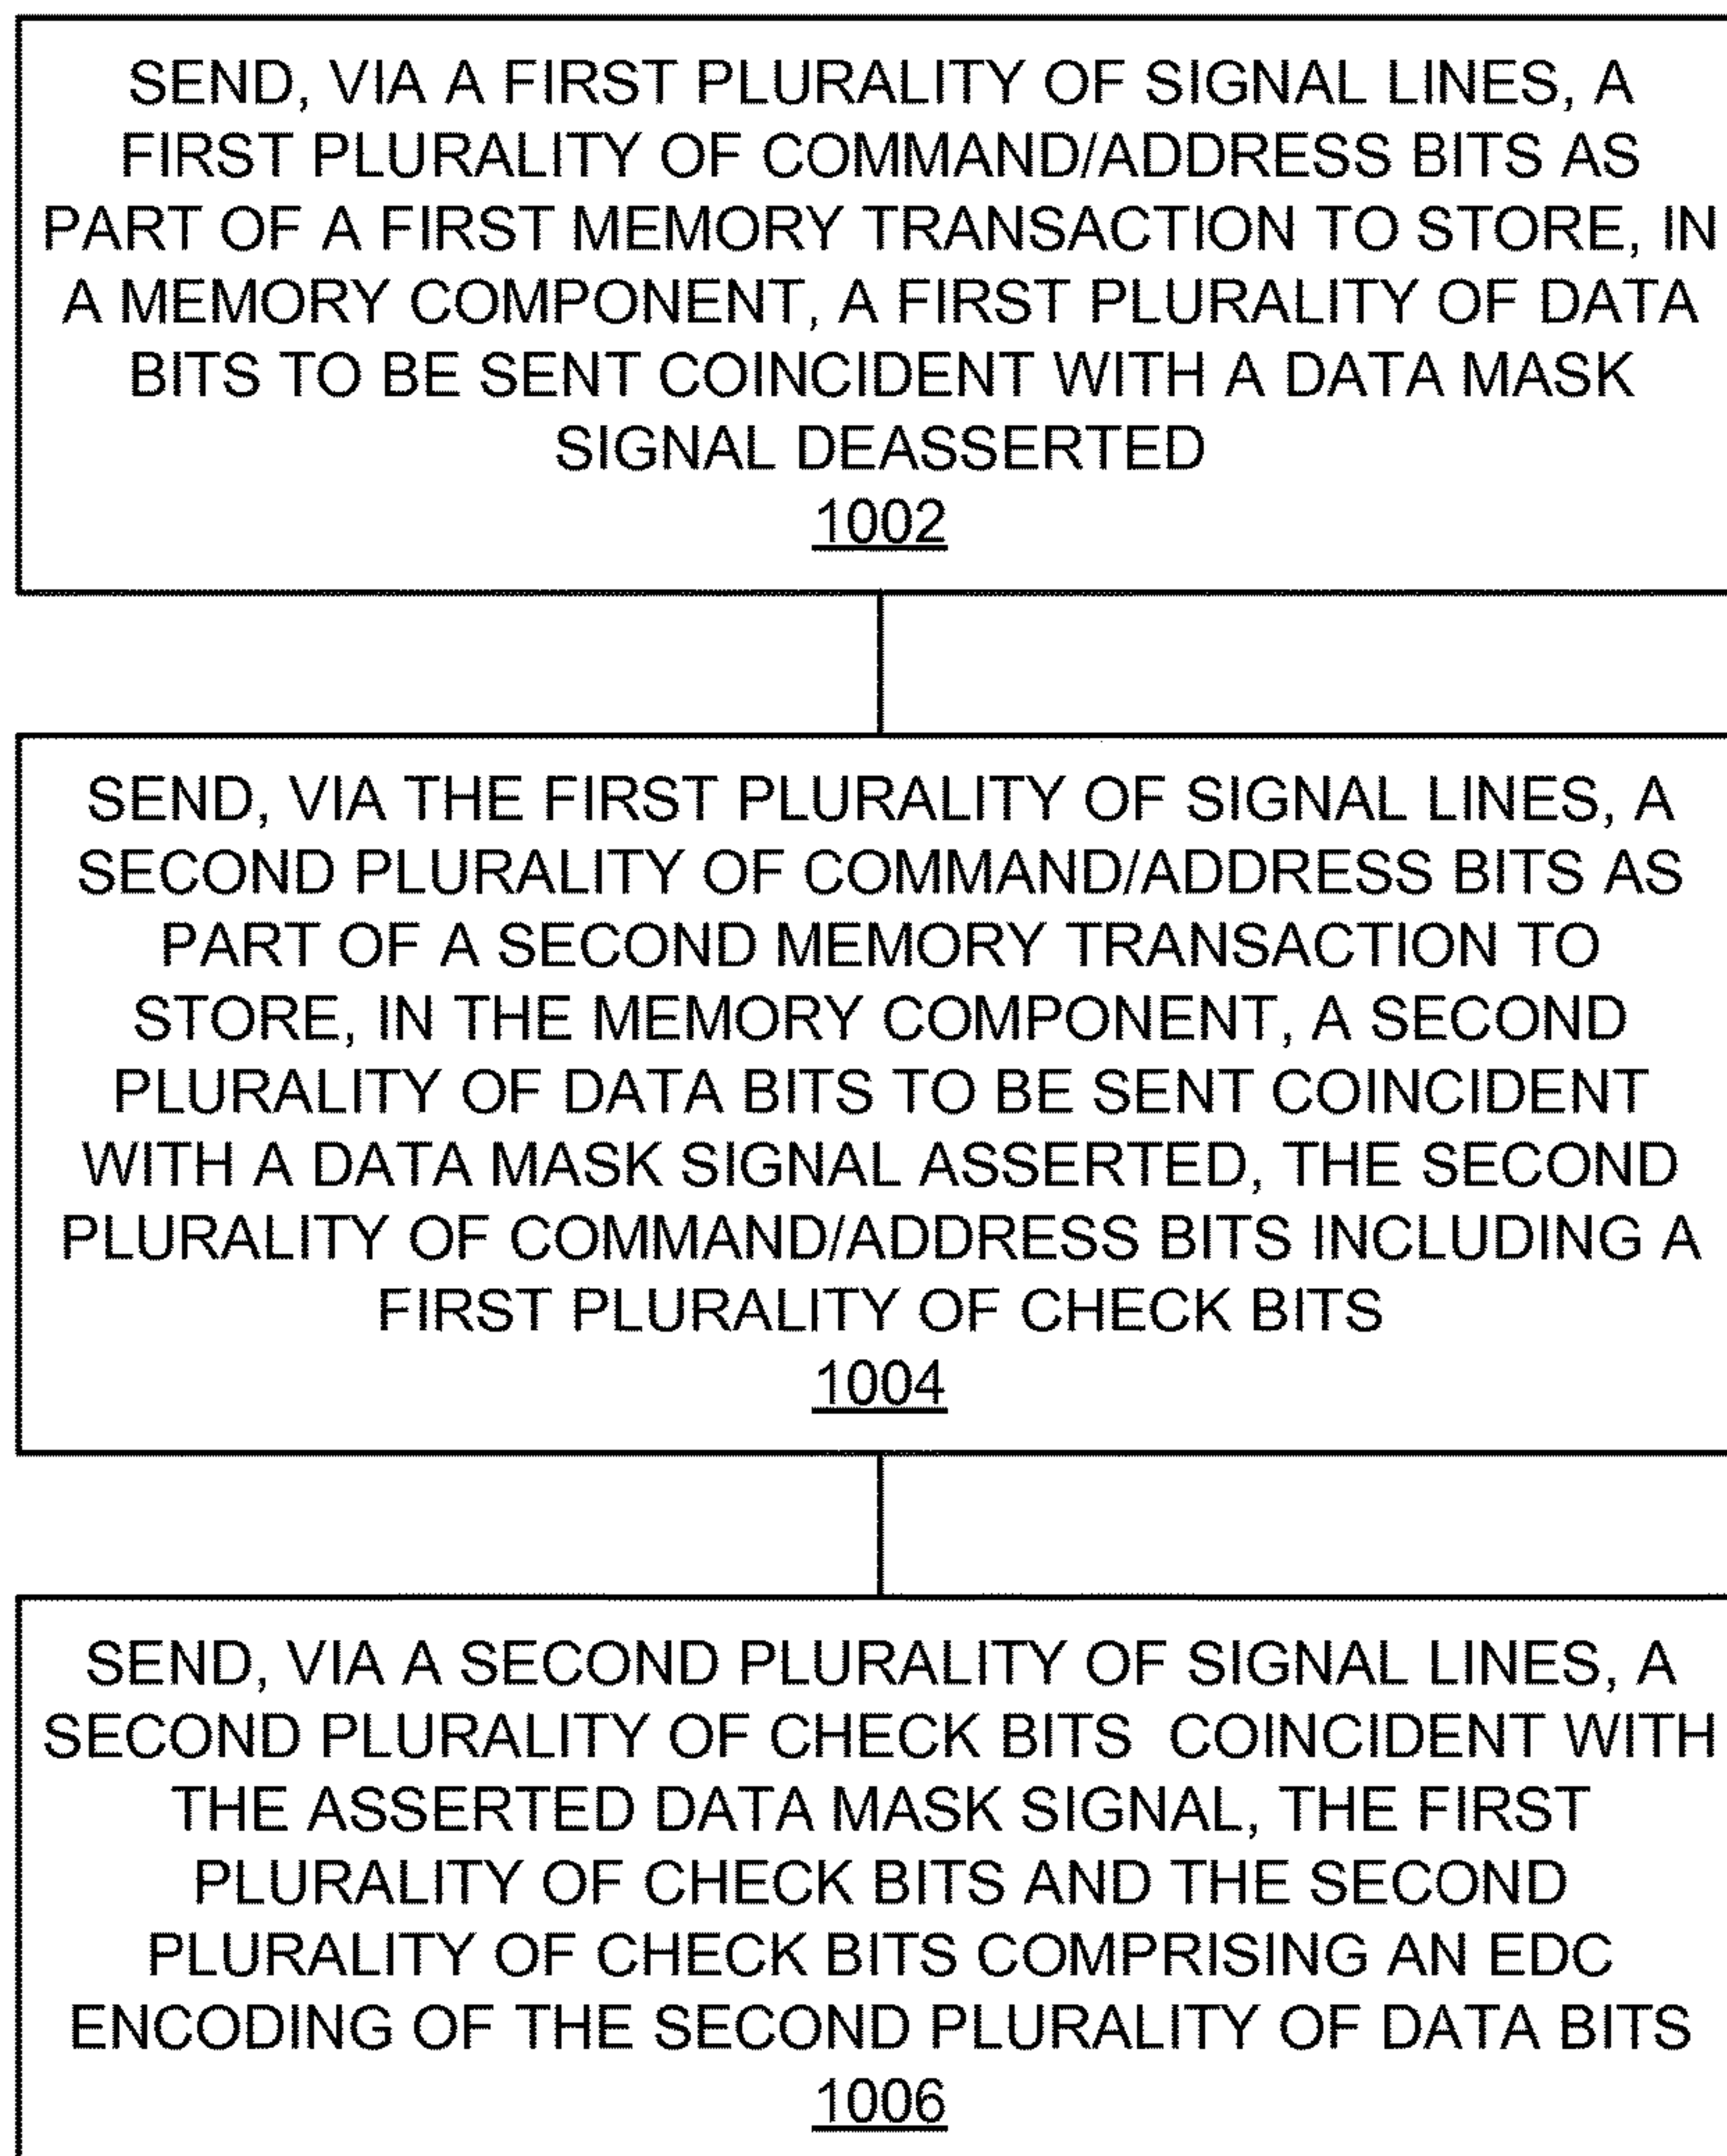 SEND, VIA A FIRST PLURALITY OF SIGNAL LINES, A
FIRST PLURALITY OF COMMAND/ADDRESS BITS AS
PART OF A FIRST MEMORY TRANSACTION TO STORE, IN
A MEMORY COMPONENT, A FIRST PLURALITY OF DATA
BITS TO BE SENT COINCIDENT WITH A DATA MASK
SIGNAL DEASSERTED
1002
SEND, VIA THE FIRST PLURALITY OF SIGNAL LINES, A
SECOND PLURALITY OF COMMAND/ADDRESS BITS AS
PART OF A SECOND MEMORY TRANSACTION TO
STORE, IN THE MEMORY COMPONENT, A SECOND
PLURALITY OF DATA BITS TO BE SENT COINCIDENT
WITH A DATA MASK SIGNAL ASSERTED, THE SECOND
PLURALITY OF COMMAND/ADDRESS BITS INCLUDING A
FIRST PLURALITY OF CHECK BITS
1004
SEND, VIA A SECOND PLURALITY OF SIGNAL LINES, A
SECOND PLURALITY OF CHECK BITS COINCIDENT WITH
THE ASSERTED DATA MASK SIGNAL, THE FIRST
PLURALITY OF CHECK BITS AND THE SECOND
PLURALITY OF CHECK BITS COMPRISING AN EDC
ENCODING OF THE SECOND PLURALITY OF DATA BITS
1006